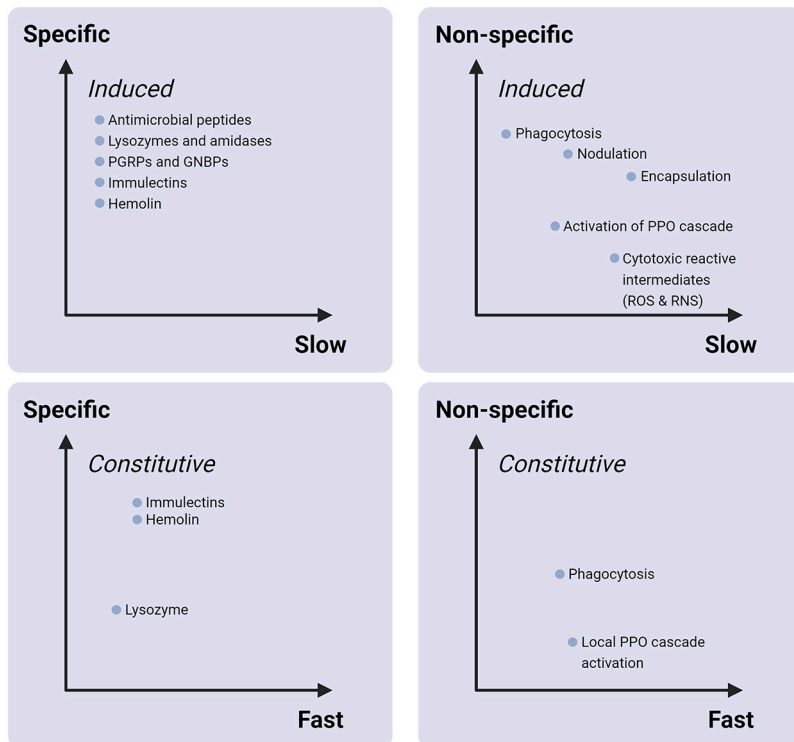 Specific
Induced
Antimicrobial peptides
Lysozymes and amidases
PGRPs and GNBPs
Immulectins
Hemolin
Slow
Non-specific
Induced
Phagocytosis
Nodulation
Encapsulation
Activation of PPO cascade
Cytotoxic reactive
intermediates
(ROS & RNS)
Slow
Specific
Constitutive
Immulectins
Hemolin
Lysozyme
Fast
Non-specific
Constitutive
Phagocytosis
Local PPO cascade
activation
Fast